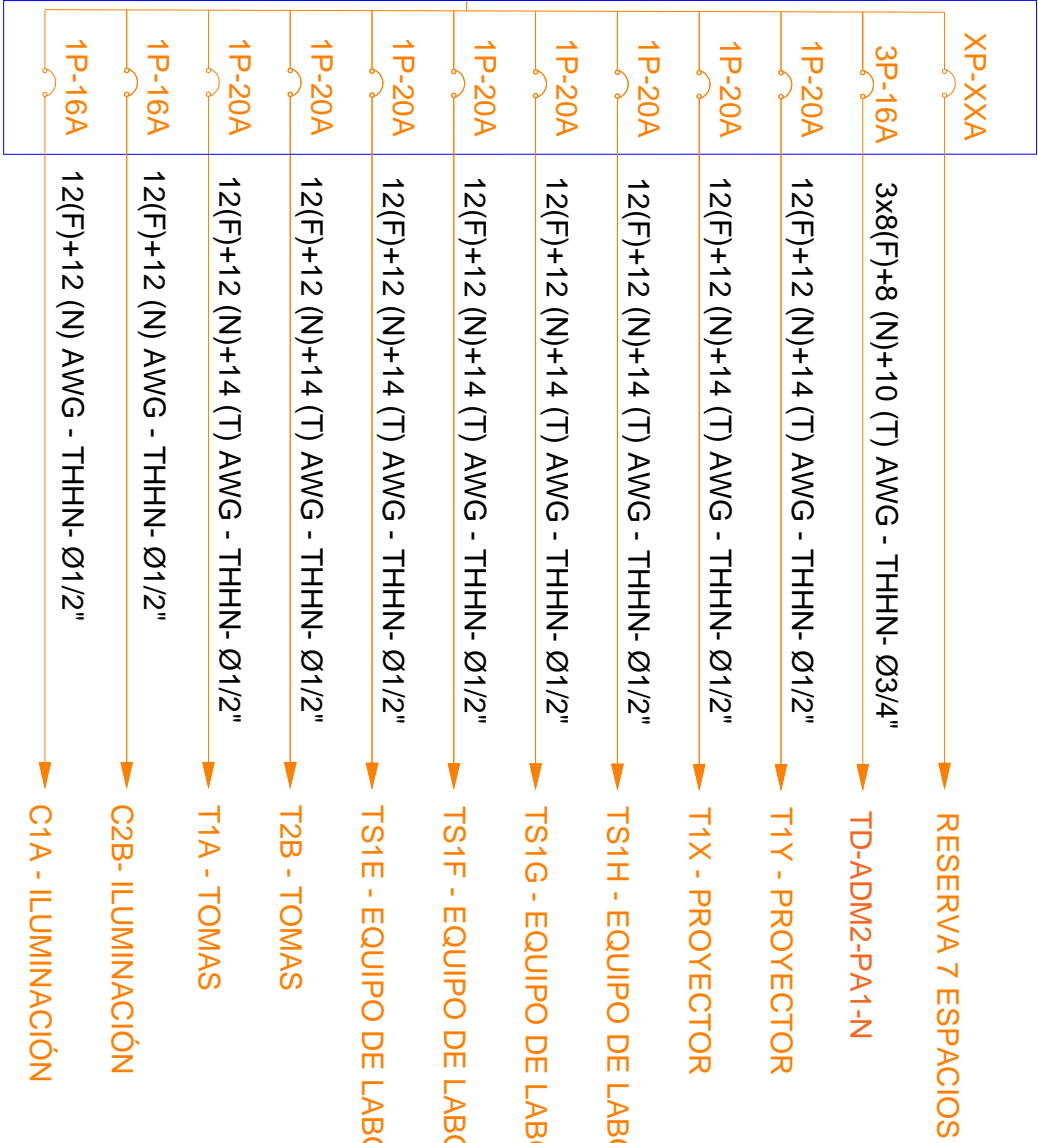 XP-XXA RESERVA 7 ESPACIOS
3P-16A 3x8(F)+8 (N)+10 (T) AWG - THHN- Ø3/4" TD-ADM2-PA1-N
1P-20A 12(F)+12 (N)+14 (T) AWG - THHN- Ø1/2" T1Y - PROYECTOR
1P-20A 12(F)+12 (N)+14 (T) AWG - THHN- Ø1/2" T1X - PROYECTOR
1P-20A 12(F)+12 (N)+14 (T) AWG - THHN- Ø1/2" TS1H - EQUIPO DE LABO
1P-20A 12(F)+12 (N)+14 (T) AWG - THHN- Ø1/2" TS1G - EQUIPO DE LABO
1P-20A 12(F)+12 (N)+14 (T) AWG - THHN- Ø1/2" TS1F - EQUIPO DE LABO
1P-20A 12(F)+12 (N)+14 (T) AWG - THHN- Ø1/2" TS1E - EQUIPO DE LABO
1P-20A 12(F)+12 (N)+14 (T) AWG - THHN- Ø1/2" T2B - TOMAS
1P-20A 12(F)+12 (N)+14 (T) AWG - THHN- Ø1/2" T1A - TOMAS
1P-16A 12(F)+12 (N) AWG - THHN- Ø1/2" C2B- ILUMINACIÓN
1P-16A 12(F)+12 (N) AWG - THHN- Ø1/2" C1A - ILUMINACIÓN